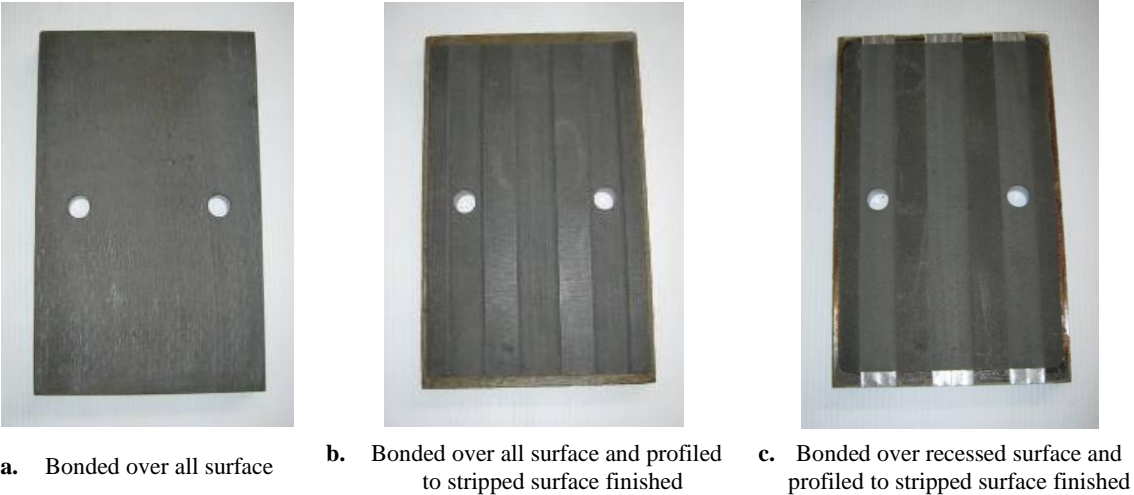 a. Bonded over all surface
b. Bonded over all surface and profiled
to stripped surface finished
c. Bonded over recessed surface and
profiled to stripped surface finished